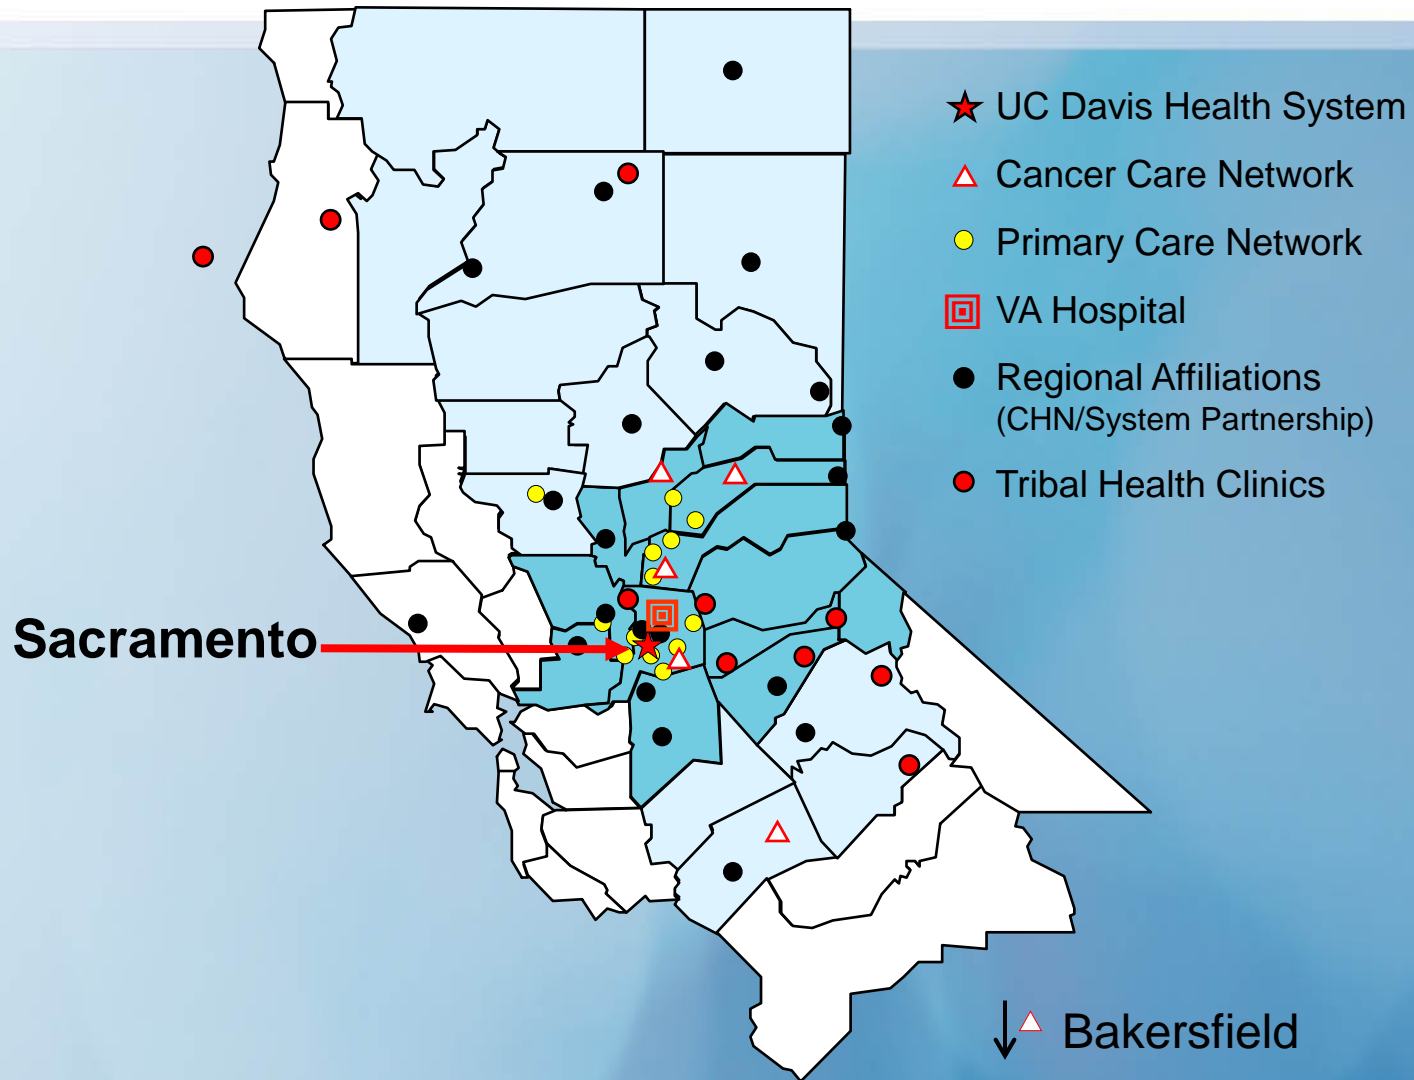 UC Davis Health System
Cancer Care Network
Primary Care Network
VA Hospital
Regional Affiliations
(CHN/System Partnership)
Tribal Health Clinics
Sacramento
Bakersfield